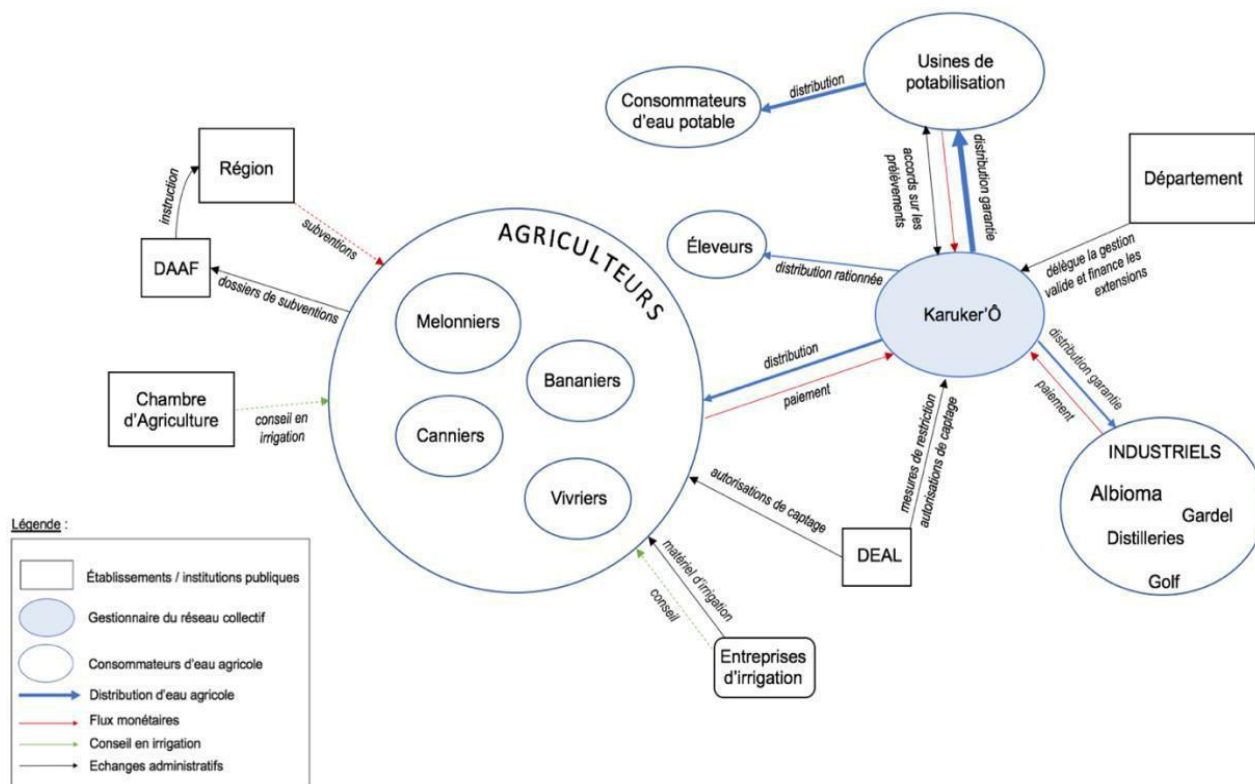 Usines de
potabilisation
distribution
Consommateurs
d'eau potable
accords sur les
prélèvements
distribution garantie
Département
Région
instruction
subventions
AGRICULTEURS
Éleveurs
distribution rationnée
délègue la gestion
valide et finance les
extensions
DAAF
dossiers de subventions
Karuker'Ô
Melonniers
Bananiers
distribution
paiement
distribution garantie
paiement
Chambre
d'Agriculture
conseil en
irrigation
Canniers
Vivriers
mesures de restriction
autorisations de captage
autorisations de captage
INDUSTRIELS
Albioma
Gardel
Distilleries
Golf
DEAL
matériel d'irrigation
conseil
Entreprises
d'irrigation
Légende :
Établissements / institutions publiques
Gestionnaire du réseau collectif
Consommateurs d'eau agricole
Distribution d'eau agricole
Flux monétaires
Conseil en irrigation
Echanges administratifs